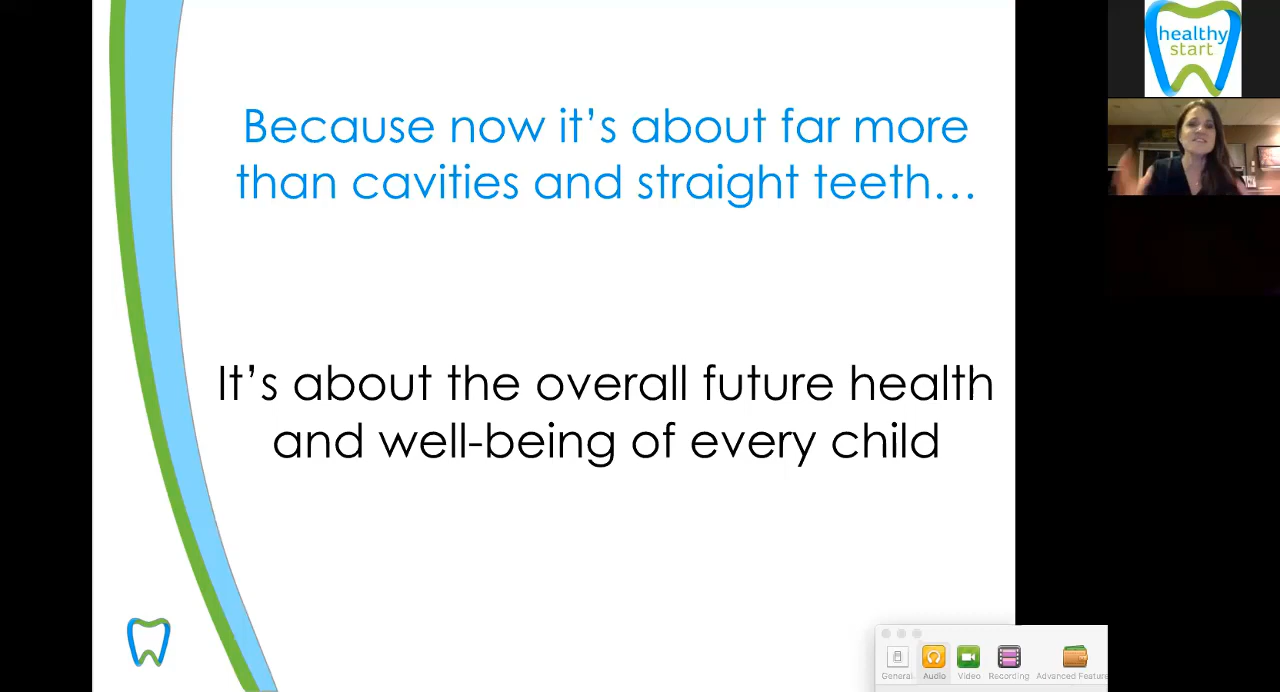 Because now it's about far more
than cavities and straight teeth…
It's about the overall future health
and well-being of every child
healthy
start
General
Audio
Video
Recording
Advanced Feature